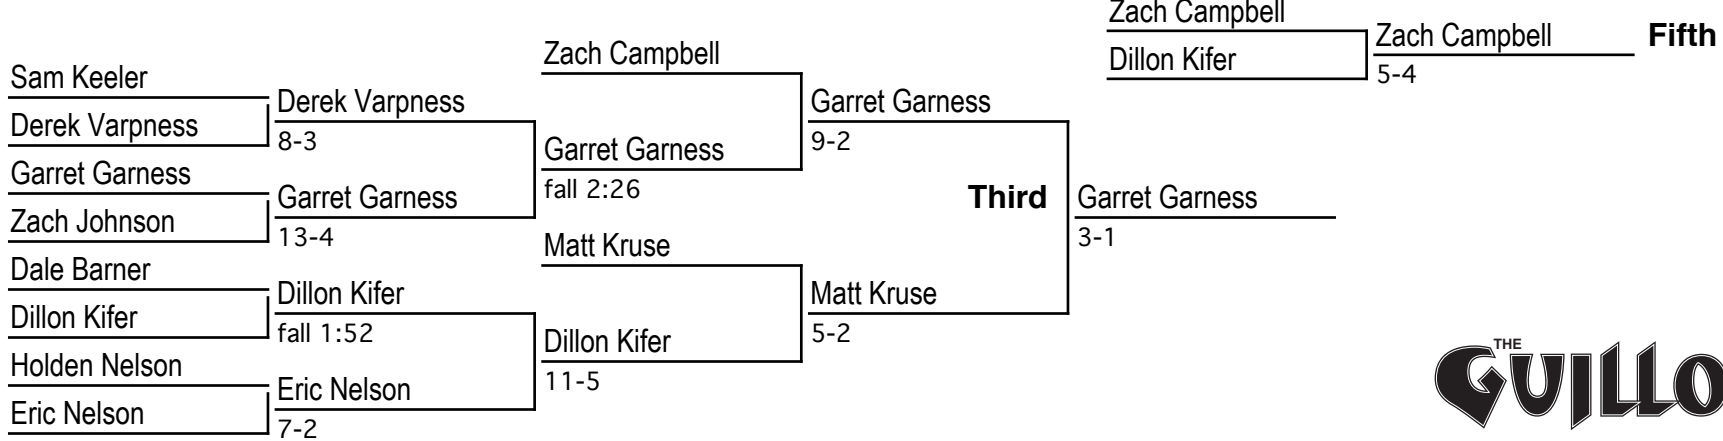 Zach Campbell
Zach Campbell
Fifth
Dillon Kifer
5-4
Zach Campbell
Sam Keeler
Derek Varpness
Garret Garness
Derek Varpness
8-3
Garret Garness
9-2
Garret Garness
fall 2:26
Garret Garness
Third
Garret Garness
Zach Johnson
13-4
3-1
Matt Kruse
Dale Barner
Dillon Kifer
Matt Kruse
Dillon Kifer
fall 1:52
Dillon Kifer
5-2
Holden Nelson
Eric Nelson
11-5
Eric Nelson
7-2
THE
GUILLO